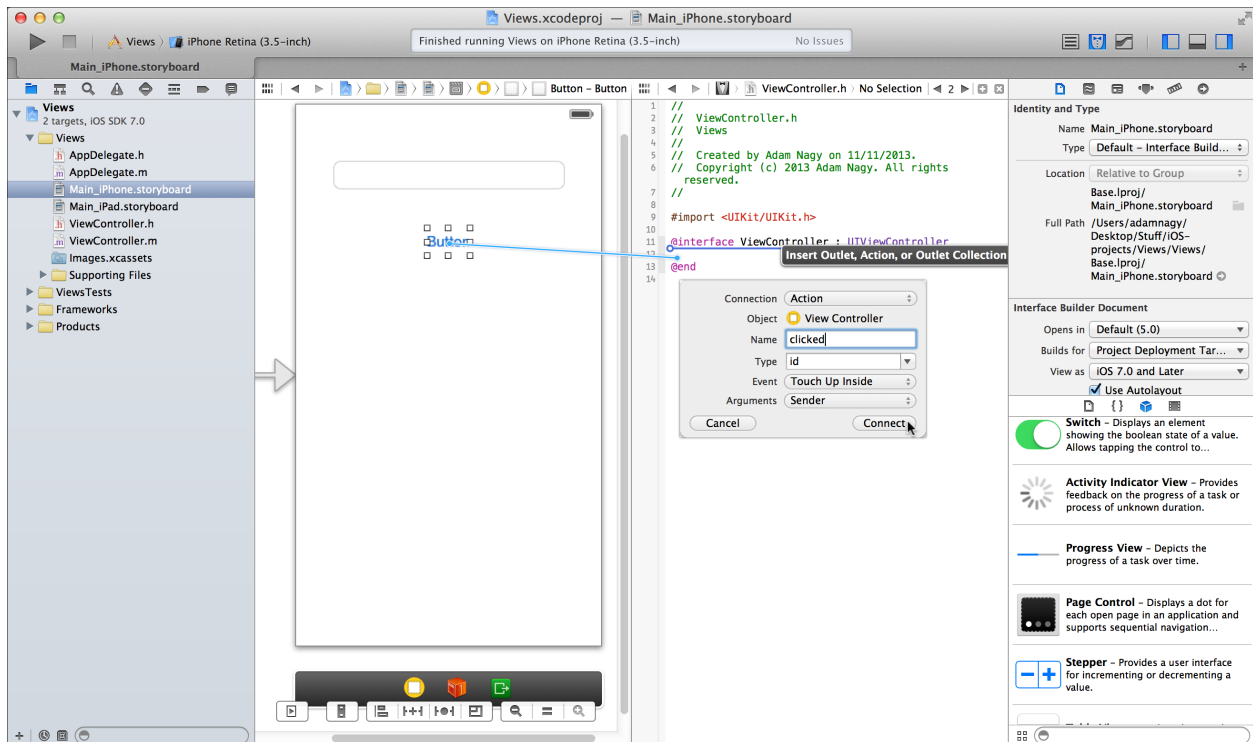 Views.xcodeproj — Main_iPhone.storyboard
Views
iPhone Retina (3.5-inch)
Finished running Views on iPhone Retina (3.5-inch)
No Issues
Main_iPhone.storyboard
Views
2 targets, iOS SDK 7.0
Views
AppDelegate.h
AppDelegate.m
Main_iPhone.storyboard
Main_iPad.storyboard
ViewController.h
ViewController.m
Images.xcassets
Supporting Files
ViewsTests
Frameworks
Products
Button – Button
Button
ViewController.h
No Selection
2
1 //
2 // ViewController.h
3 // Views
4 //
5 // Created by Adam Nagy on 11/11/2013.
6 // Copyright (c) 2013 Adam Nagy. All rights
reserved.
7 //
8
9 #import <UIKit/UIKit.h>
10
11 @interface ViewController : UIViewController
Insert Outlet, Action, or Outlet Collection
13 @end
14
Connection Action
Object View Controller
Name clicked
Type id
Event Touch Up Inside
Arguments Sender
Cancel Connect
Identity and Type
Name Main_iPhone.storyboard
Type Default – Interface Build...
Location Relative to Group
Base.lproj/
Main_iPhone.storyboard
Full Path /Users/adamnagy/
Desktop/Stuff/iOS-
projects/Views/Views/
Base.lproj/
Main_iPhone.storyboard
Interface Builder Document
Opens in Default (5.0)
Builds for Project Deployment Tar...
View as iOS 7.0 and Later
Use Autolayout
Switch – Displays an element
showing the boolean state of a value.
Allows tapping the control to...
Activity Indicator View – Provides
feedback on the progress of a task or
process of unknown duration.
Progress View – Depicts the
progress of a task over time.
Page Control – Displays a dot for
each open page in an application and
supports sequential navigation...
Stepper – Provides a user interface
for incrementing or decrementing a
value.